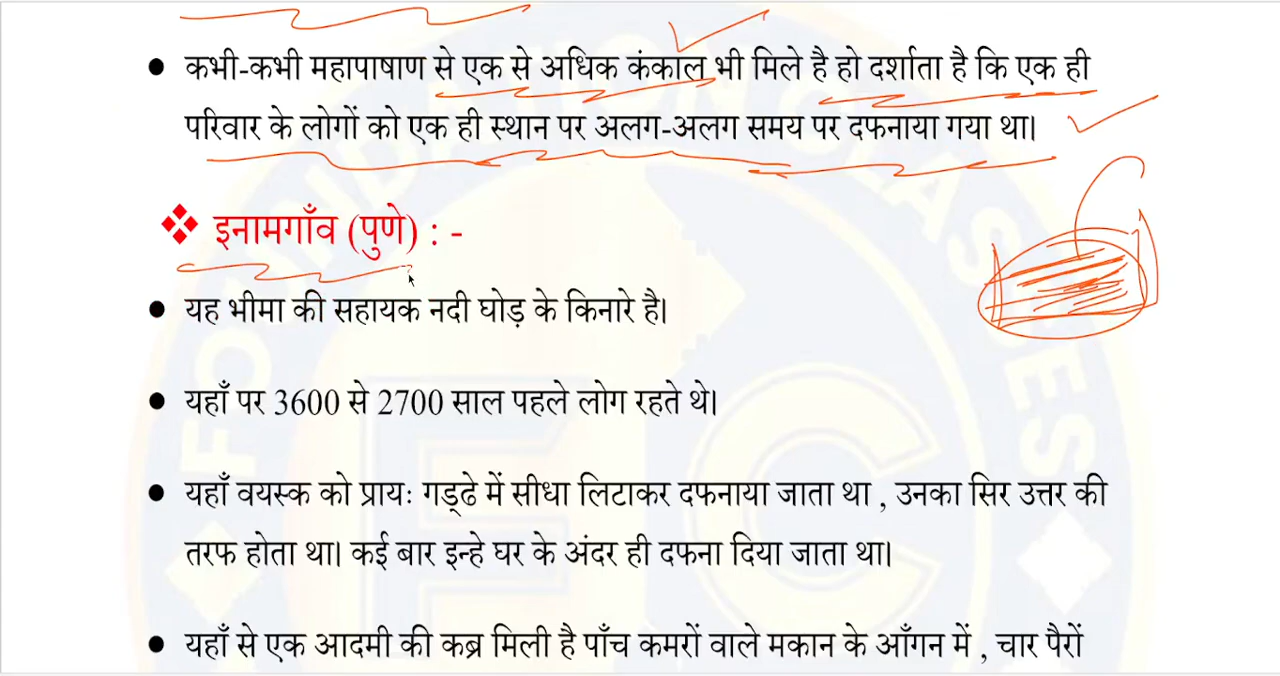 ● कभी-कभी महापाषाण से एक से अधिक कंकाल भी मिले है हो दर्शाता है कि एक ही
परिवार के लोगों को एक ही स्थान पर अलग-अलग समय पर दफनाया गया था।
❖ इनामगाँव (पुणे) : -
● यह भीमा की सहायक नदी घोड़ के किनारे है।
● यहाँ पर 3600 से 2700 साल पहले लोग रहते थे।
● यहाँ वयस्क को प्रायः गड्ढे में सीधा लिटाकर दफनाया जाता था , उनका सिर उत्तर की
तरफ होता था। कई बार इन्हे घर के अंदर ही दफना दिया जाता था।
● यहाँ से एक आदमी की कब्र मिली है पाँच कमरों वाले मकान के आँगन में , चार पैरों
FOUNDATION CLASSES